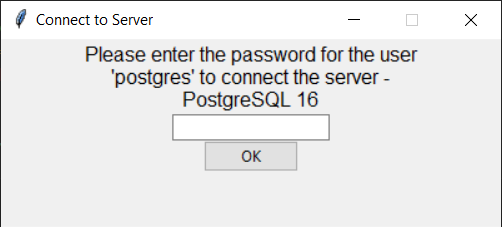 Connect to Server
Please enter the password for the user
'postgres' to connect the server -
PostgreSQL 16
OK